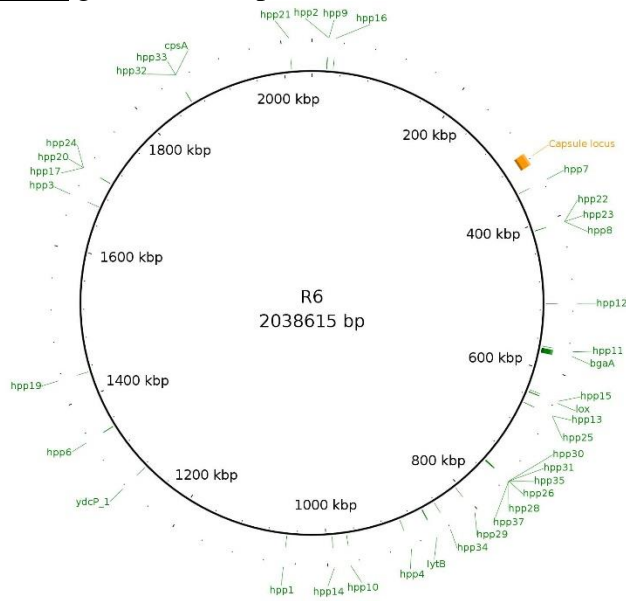 hpp21
hpp2
hpp9
hpp16
cpsA
hpp33
hpp32
2000 kbp
200 kbp
1800 kbp
Capsule locus
hpp7
hpp24
hpp20
hpp17
hpp3
hpp22
hpp23
hpp8
400 kbp
1600 kbp
hpp12
R6
2038615 bp
hpp11
bgaA
600 kbp
hpp19
1400 kbp
hpp15
lox
hpp13
hpp25
hpp6
hpp30
hpp31
hpp35
hpp26
hpp28
hpp37
800 kbp
1200 kbp
ydcP_1
1000 kbp
hpp29
hpp34
lytB
hpp4
hpp10
hpp14
hpp1